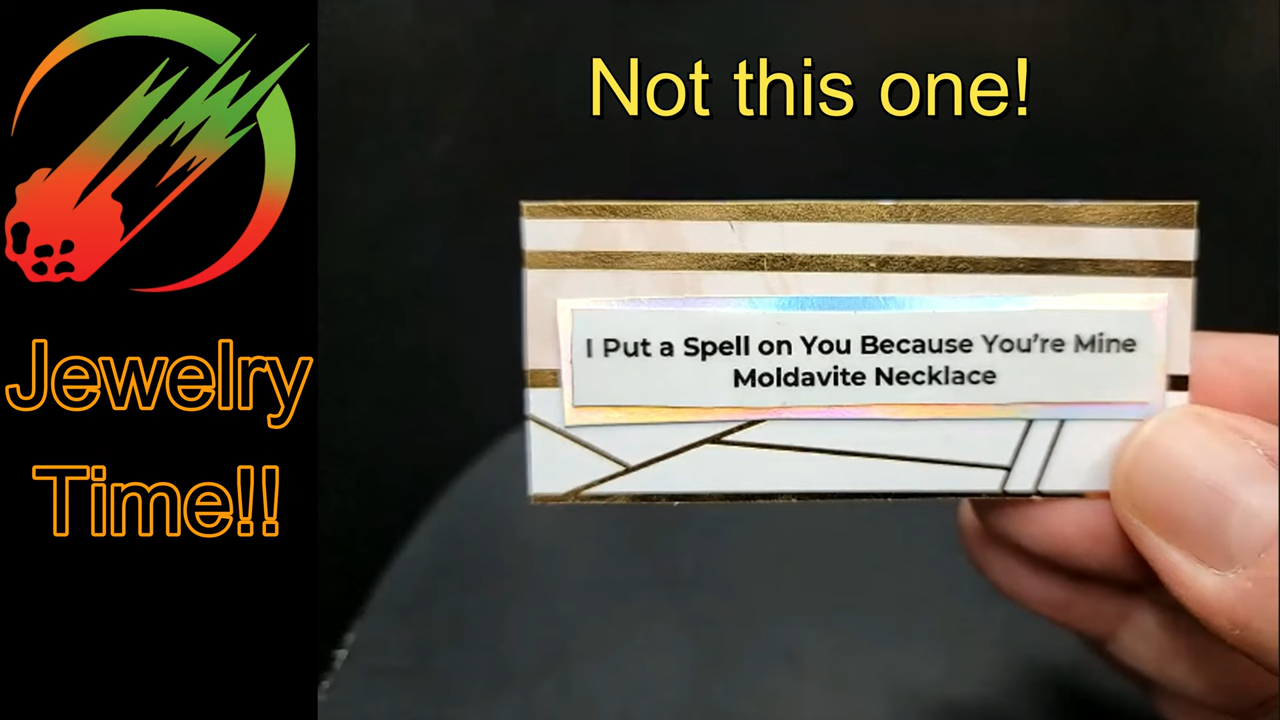 Not this one!
I Put a Spell on You Because You're Mine
Moldavite Necklace
Jewelry
Time!!